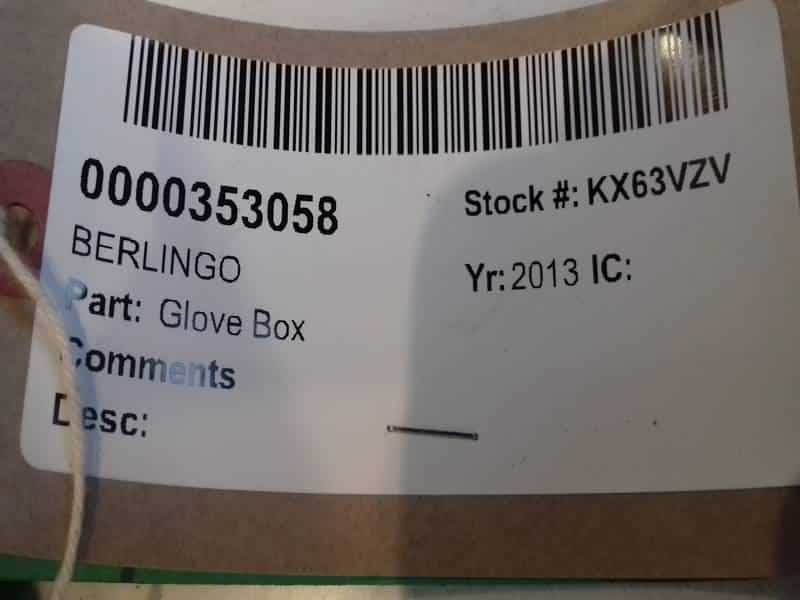 0000353058
Stock #: KX63VZV
BERLINGO
Yr: 2013 IC:
Part: Glove Box
Comments
Desc: